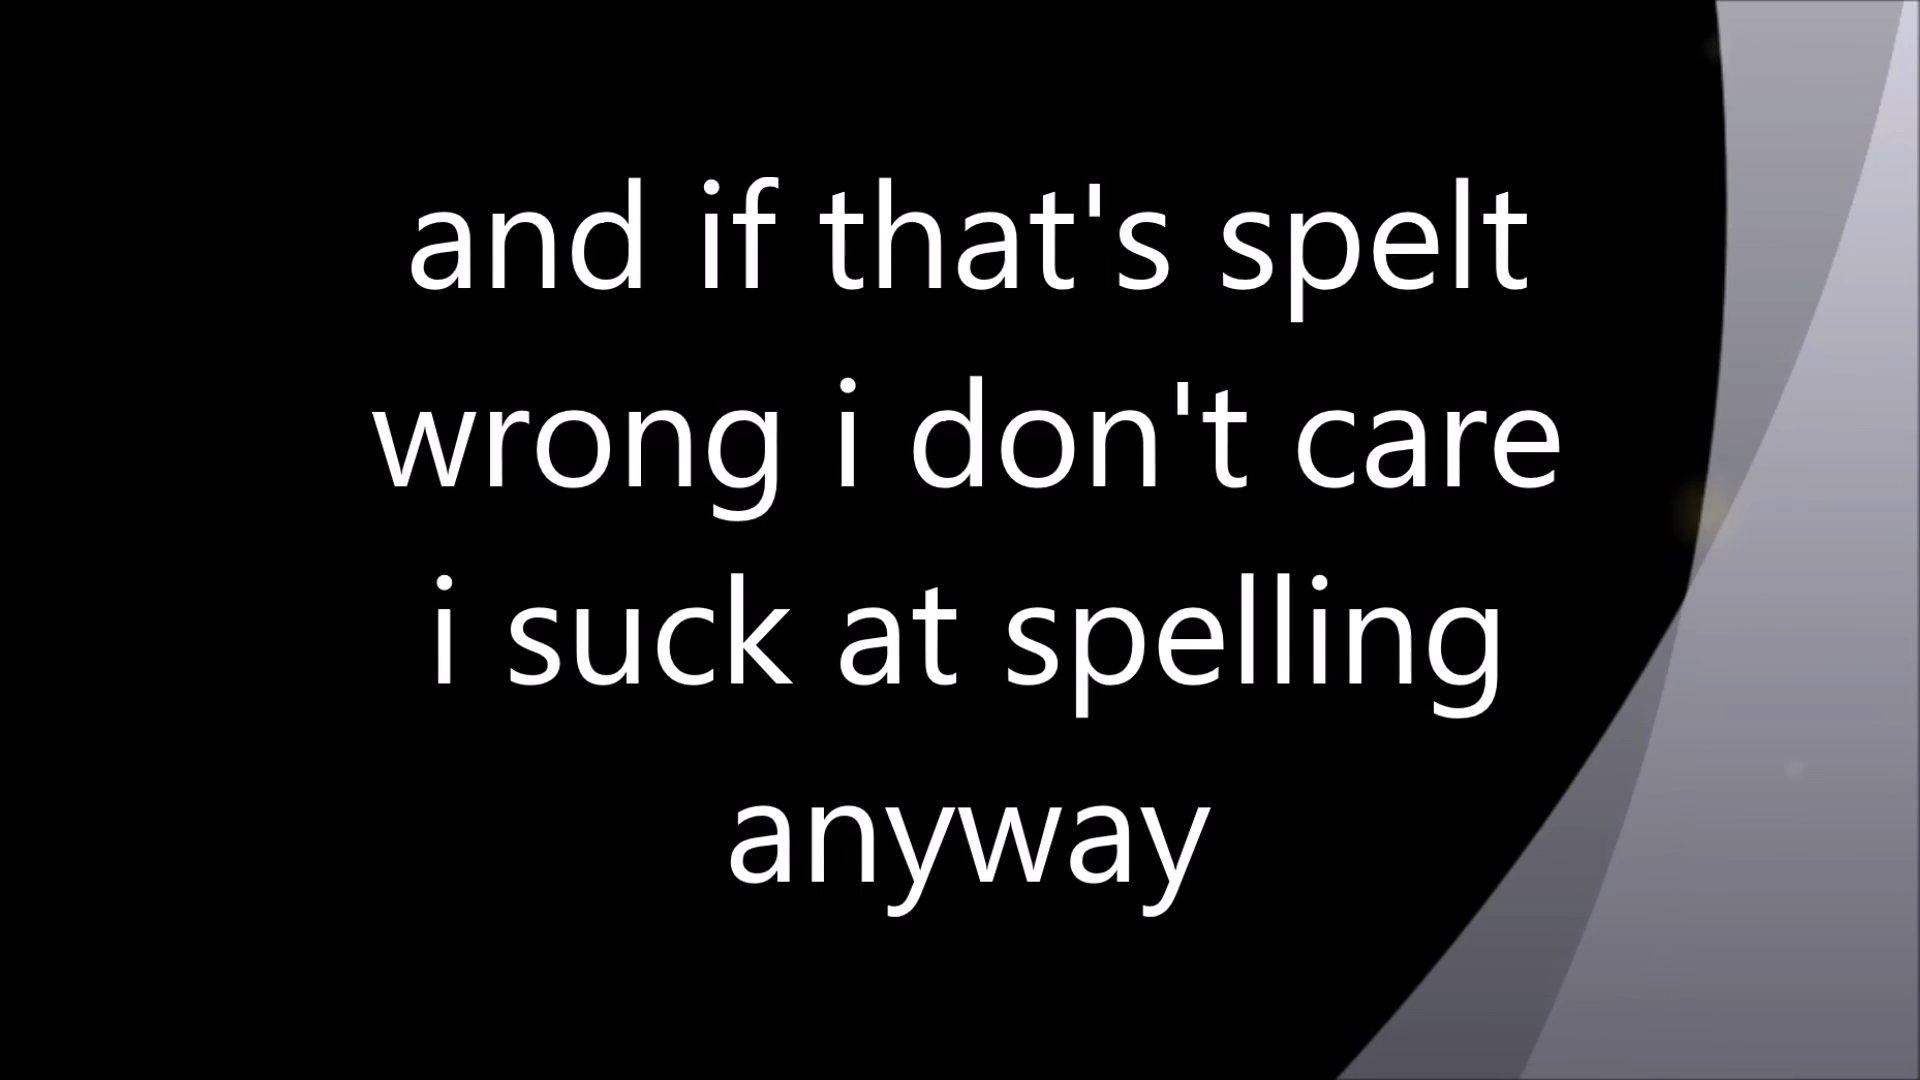 and if that's spelt
wrong i don't care
i suck at spelling
anyway